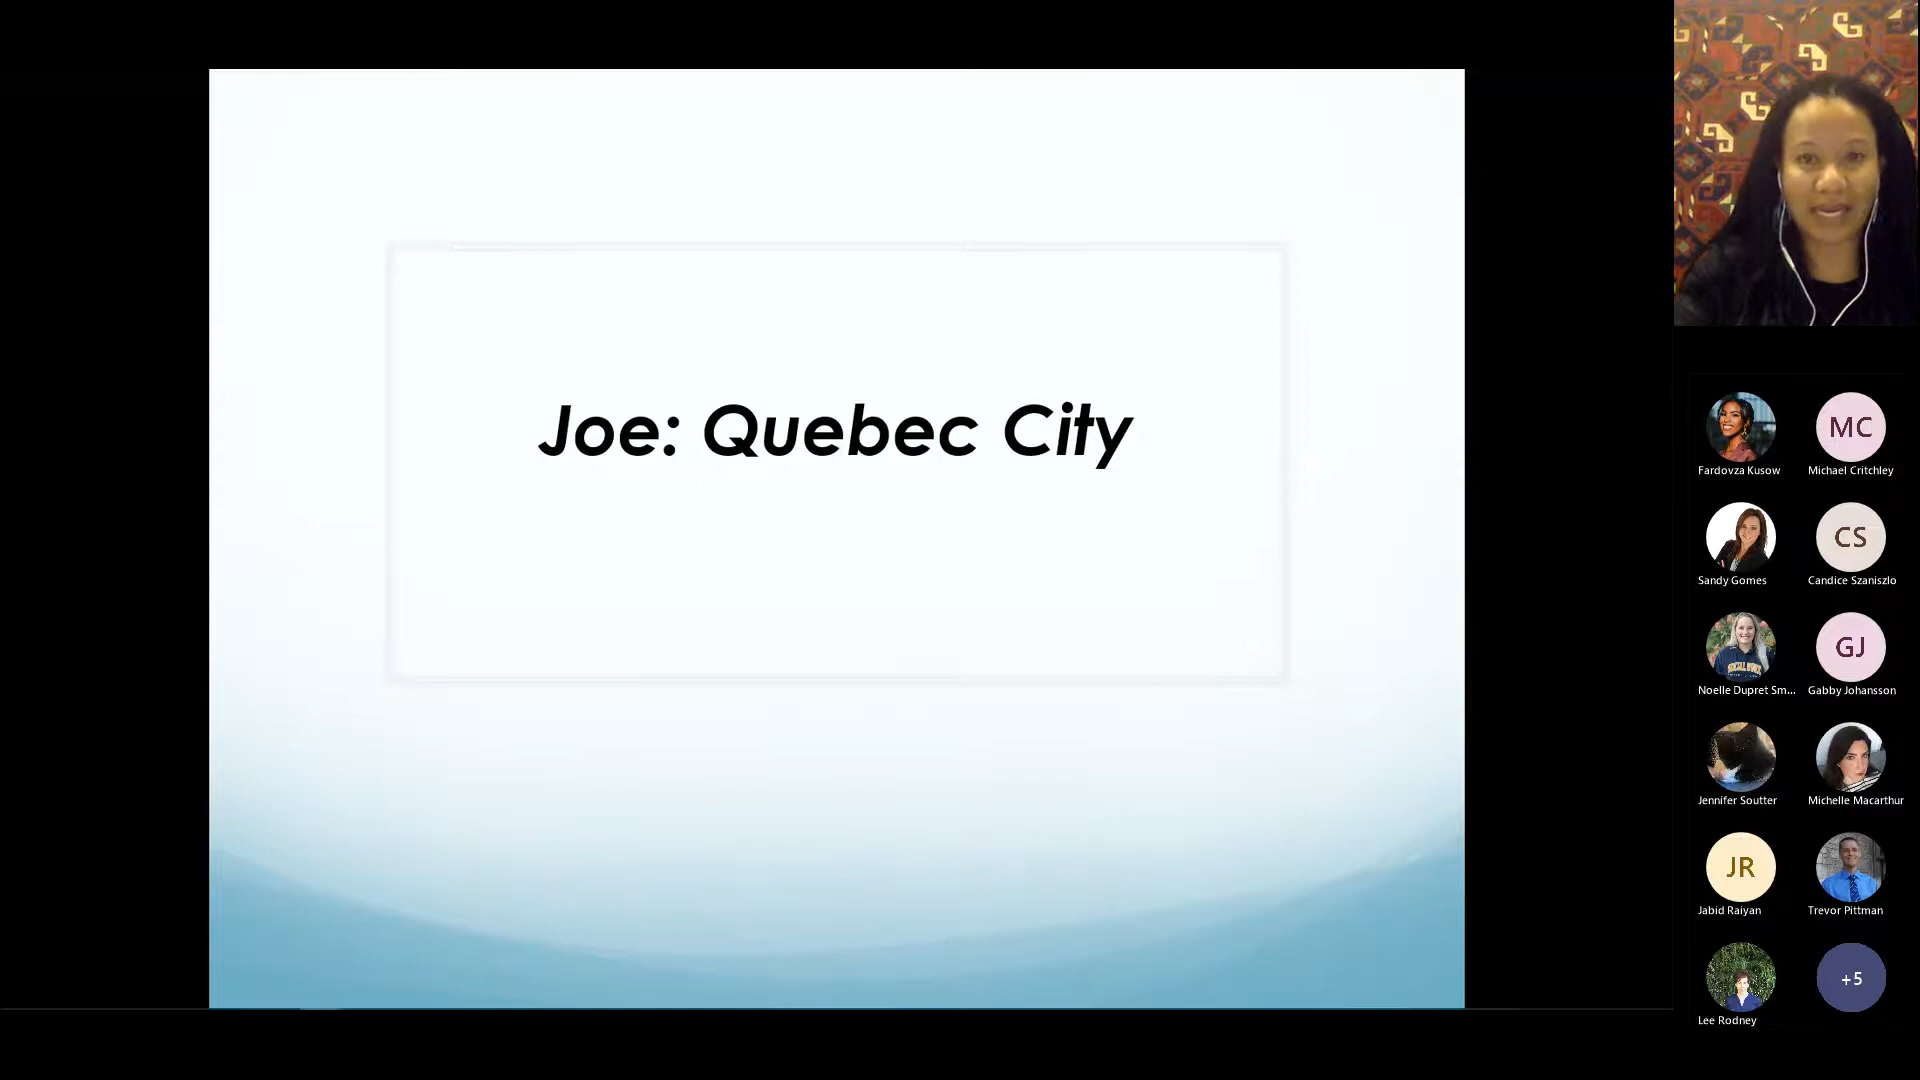 Joe: Quebec City
Fardovza Kusow
MC
Michael Critchley
Sandy Gomes
CS
Candice Szaniszlo
Noelle Dupret Sm...
GJ
Gabby Johansson
Jennifer Soutter
Michelle Macarthur
JR
Jabid Raiyan
Trevor Pittman
Lee Rodney
+5